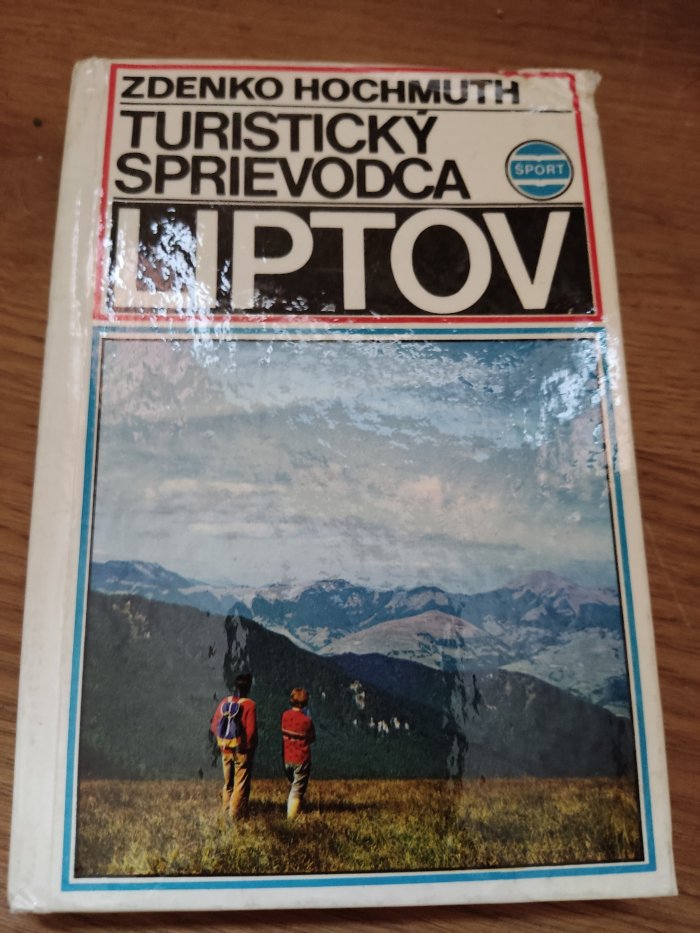 ZDENKO HOCHMUTH
TURISTICKÝ
SPRIEVODCA
ŠPORT
LIPTOV